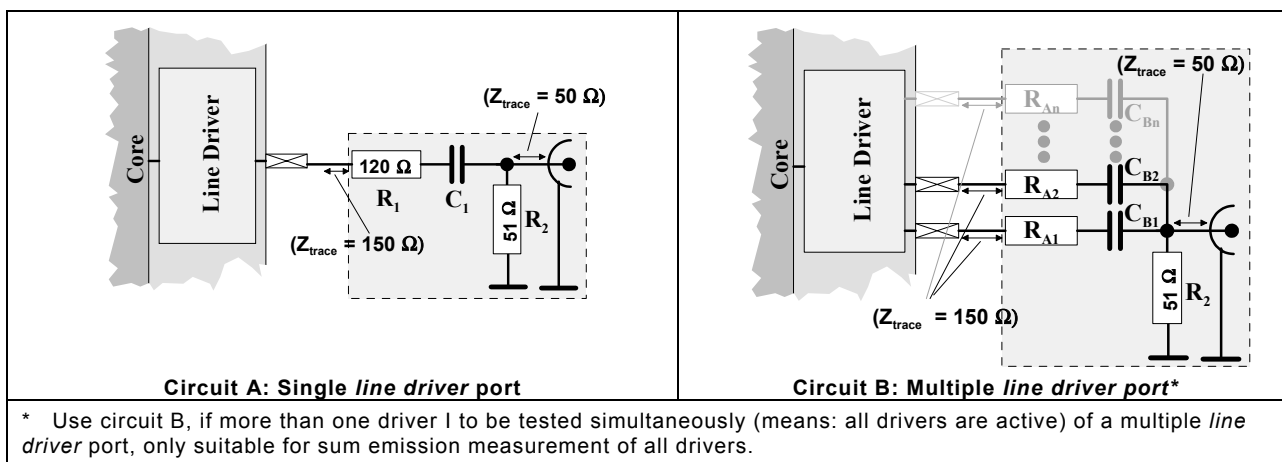 Core
Line Driver
120 Ω
R1
C1
(Ztrace = 50 Ω)
51 Ω
R2
(Ztrace = 150 Ω)
Circuit A: Single line driver port
Core
Line Driver
(Ztrace = 50 Ω)
RAn
CBn
CB2
RA2
CB1
RA1
51 Ω
R2
(Ztrace = 150 Ω)
Circuit B: Multiple line driver port*
* Use circuit B, if more than one driver I to be tested simultaneously (means: all drivers are active) of a multiple line
driver port, only suitable for sum emission measurement of all drivers.